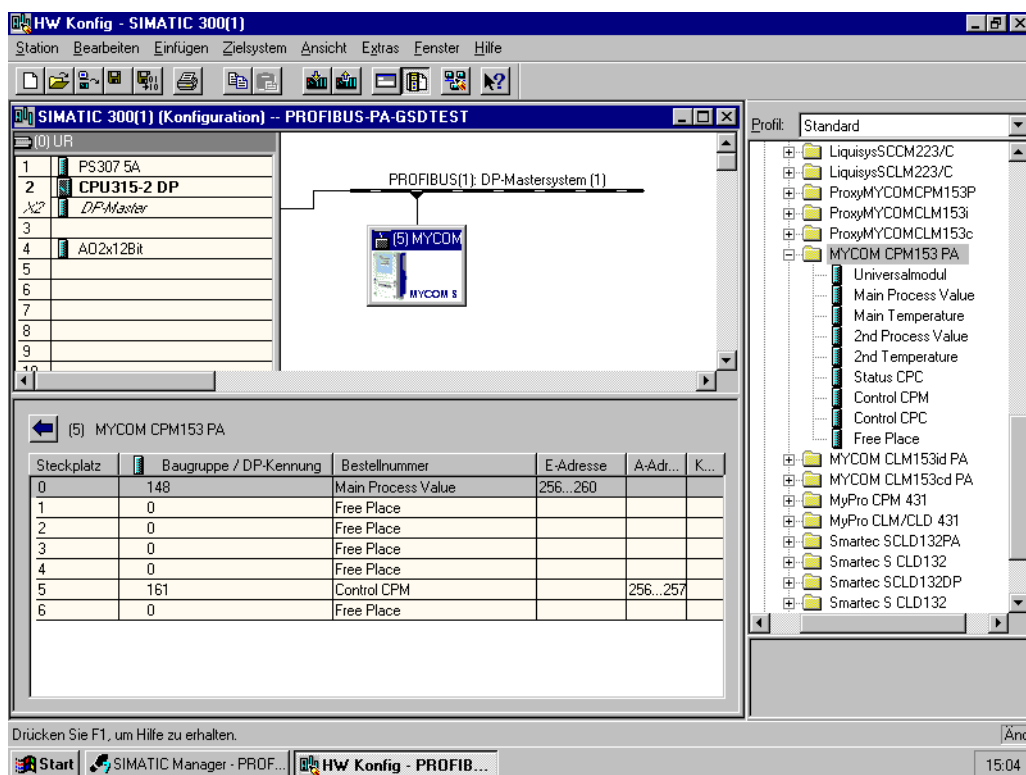 HW Konfig - SIMATIC 300(1)
Station Bearbeiten Einfügen Zielsystem Ansicht Extras Fenster Hilfe
SIMATIC 300(1) (Konfiguration) -- PROFIBUS-PA-GSDTEST
(0) UR
1 PS307 5A
2 CPU315-2 DP
X2 DP-Master
3
4 AO2x12Bit
5
6
7
8
9
10
PROFIBUS(1): DP-Mastersystem (1)
(5) MYCOM
MYCOM S
(5) MYCOM CPM153 PA
Steckplatz Baugruppe / DP-Kennung Bestellnummer E-Adresse A-Adr... K...
0 148 Main Process Value 256...260
1 0 Free Place
2 0 Free Place
3 0 Free Place
4 0 Free Place
5 161 Control CPM 256...257
6 0 Free Place
Profil: Standard
LiquisysSCCM223/C
LiquisysSCLM223/C
ProxyMYCOMCPM153P
ProxyMYCOMCLM153i
ProxyMYCOMCLM153c
MYCOM CPM153 PA
Universalmodul
Main Process Value
Main Temperature
2nd Process Value
2nd Temperature
Status CPC
Control CPM
Control CPC
Free Place
MYCOM CLM153id PA
MYCOM CLM153cd PA
MyPro CPM 431
MyPro CLM/CLD 431
Smartec SCLD132PA
Smartec S CLD132
Smartec SCLD132DP
Smartec S CLD132
Drücken Sie F1, um Hilfe zu erhalten.
Änd
Start SIMATIC Manager - PROF... HW Konfig - PROFIB... 15:04